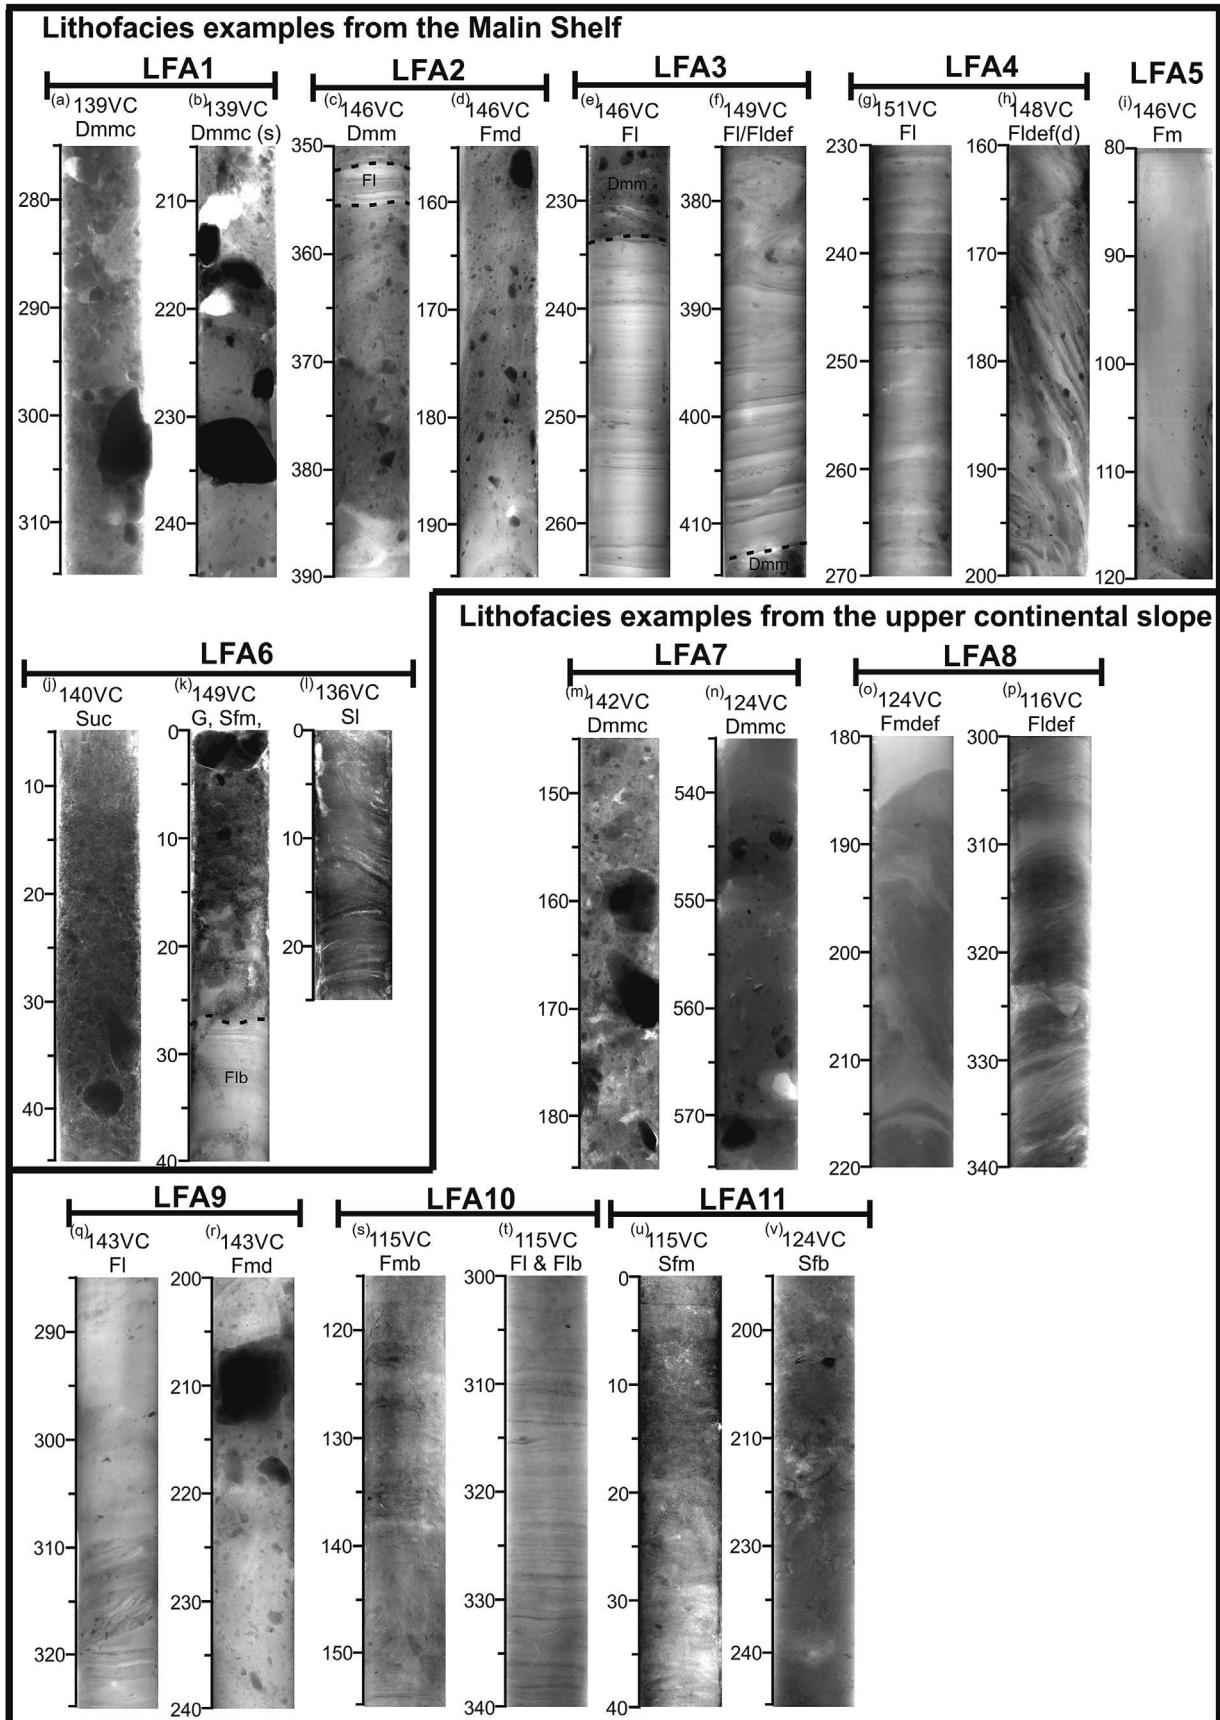 Lithofacies examples from the Malin Shelf
LFA1
LFA2
LFA3
LFA4
LFA5
(a) 139VC
Dmmc
(b) 139VC
Dmmc (s)
(c) 146VC
Dmm
(d) 146VC
Fmd
(e) 146VC
Fl
(f) 149VC
Fl/Fldef
(g) 151VC
Fl
(h) 148VC
Fldef(d)
(i) 146VC
Fm
280
290
300
310
210
220
230
240
350
360
370
380
390
Fl
160
170
180
190
230
240
250
260
Dmm
380
390
400
410
Dmm
230
240
250
260
270
160
170
180
190
200
80
90
100
110
120
LFA6
(j) 140VC
Suc
(k) 149VC
G, Sfm,
(l) 136VC
Sl
10
20
30
40
0
10
20
30
40
Flb
0
10
20
Lithofacies examples from the upper continental slope
LFA7
LFA8
(m) 142VC
Dmmc
(n) 124VC
Dmmc
(o) 124VC
Fmdef
(p) 116VC
Fldef
150
160
170
180
540
550
560
570
180
190
200
210
220
300
310
320
330
340
LFA9
LFA10
LFA11
(q) 143VC
Fl
(r) 143VC
Fmd
(s) 115VC
Fmb
(t) 115VC
Fl & Flb
(u) 115VC
Sfm
(v) 124VC
Sfb
290
300
310
320
200
210
220
230
240
120
130
140
150
300
310
320
330
340
0
10
20
30
40
200
210
230
240